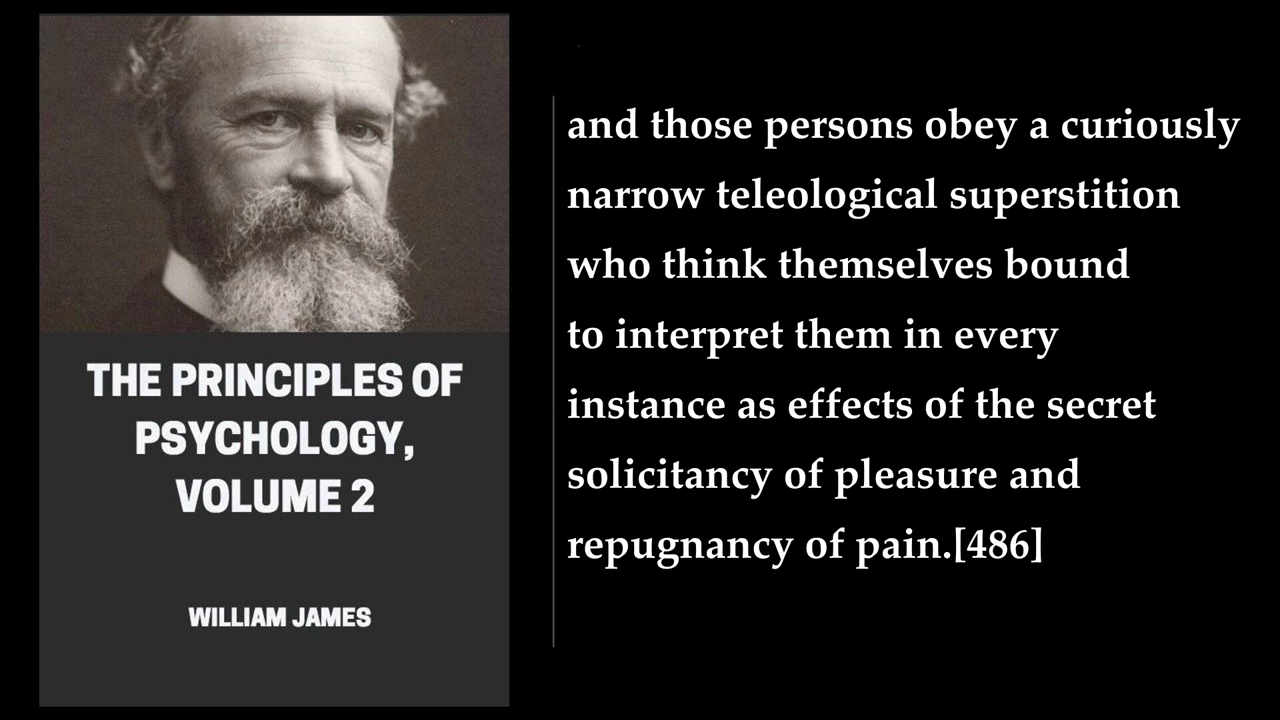 THE PRINCIPLES OF
PSYCHOLOGY,
VOLUME 2
WILLIAM JAMES
and those persons obey a curiously
narrow teleological superstition
who think themselves bound
to interpret them in every
instance as effects of the secret
solicitancy of pleasure and
repugnancy of pain.[486]